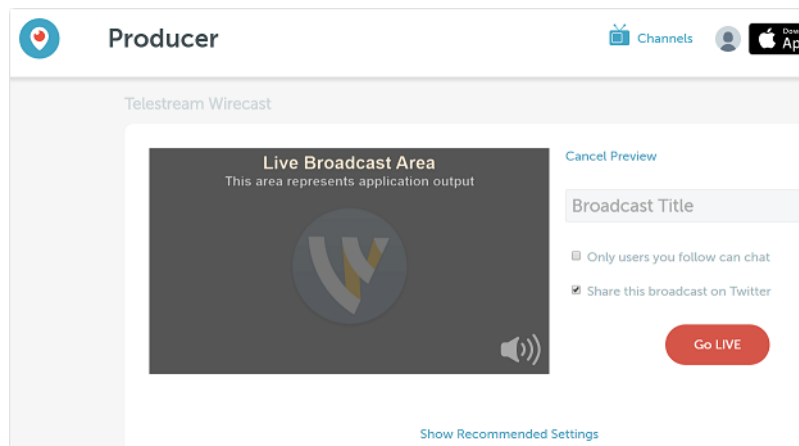 Producer
Channels
Telestream Wirecast
Live Broadcast Area
This area represents application output
Cancel Preview
Broadcast Title
Only users you follow can chat
Share this broadcast on Twitter
Go LIVE
Show Recommended Settings